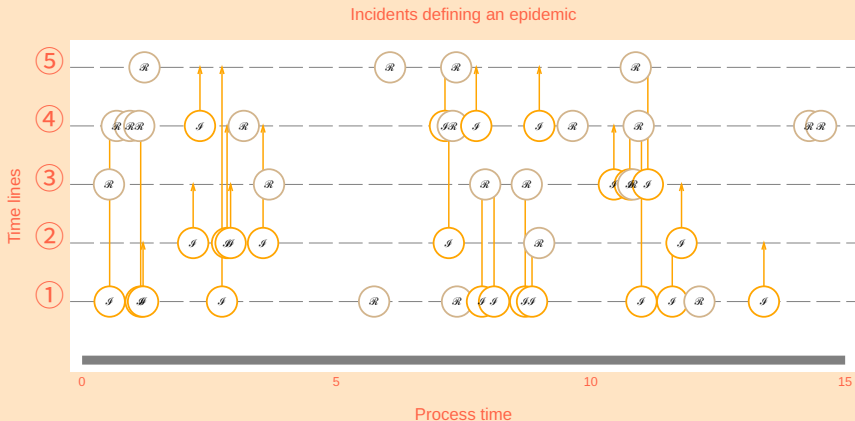 Incidents defining an epidemic
⑤ ℛ ℛ ℛ ℛ
④ ℛ ℛ ℛ ℐ ℛ ℐ ℛ ℐ ℐ ℛ ℛ ℛ ℛ
③ ℛ ℛ ℛ ℛ ℐ ℛ ℐ
② ℐ ℐ ℐ ℐ ℛ ℐ
① ℐ ℐ ℐ ℛ ℛ ℐ ℐ ℐ ℐ ℐ ℐ ℛ ℐ
Time lines
0 5 10 15
Process time